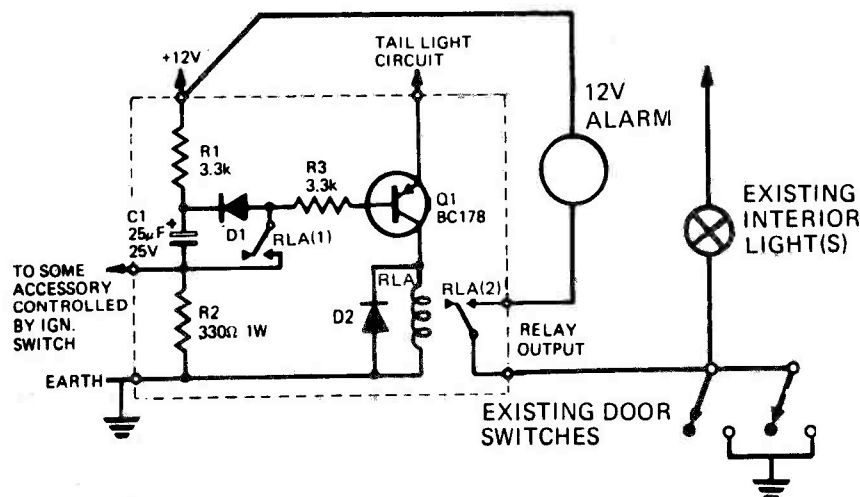 +12V
TAIL LIGHT
CIRCUIT
12V
ALARM
R1
3.3k
R3
3.3k
Q1
BC178
EXISTING
INTERIOR
LIGHT(S)
C1
25µF
25V
+
D1
RLA(1)
TO SOME
ACCESSORY
CONTROLLED
BY IGN.
SWITCH
R2
330Ω 1W
D2
RLA
RLA(2)
RELAY
OUTPUT
EARTH
EXISTING DOOR
SWITCHES